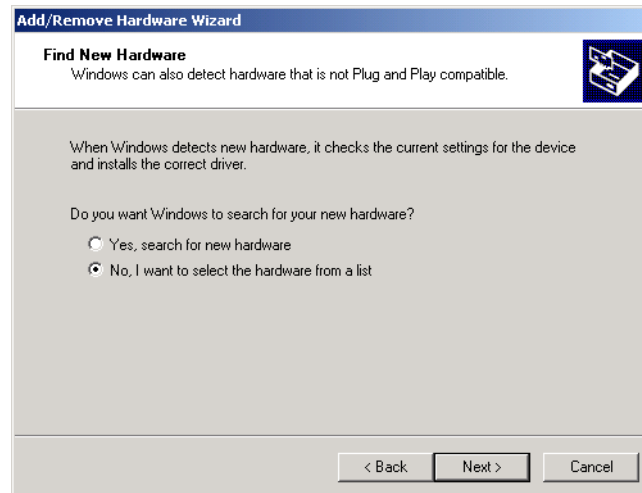 Add/Remove Hardware Wizard
Find New Hardware
Windows can also detect hardware that is not Plug and Play compatible.
When Windows detects new hardware, it checks the current settings for the device
and installs the correct driver.
Do you want Windows to search for your new hardware?
Yes, search for new hardware
No, I want to select the hardware from a list
< Back Next > Cancel